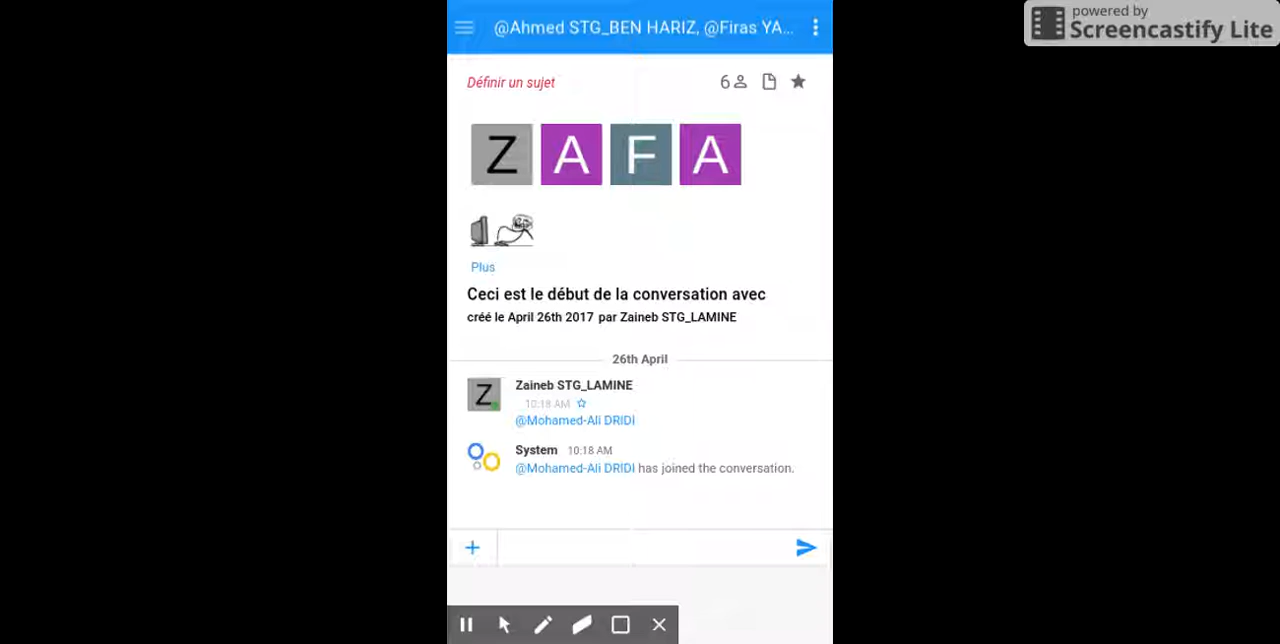 powered by
Screencastify Lite
@Ahmed STG_BEN HARIZ, @Firas YA...
Définir un sujet
6
Z A F A
Plus
Ceci est le début de la conversation avec
créé le April 26th 2017 par Zaineb STG_LAMINE
26th April
Z
Zaineb STG_LAMINE
10:18 AM
@Mohamed-Ali DRIDI
System 10:18 AM
@Mohamed-Ali DRIDI has joined the conversation.